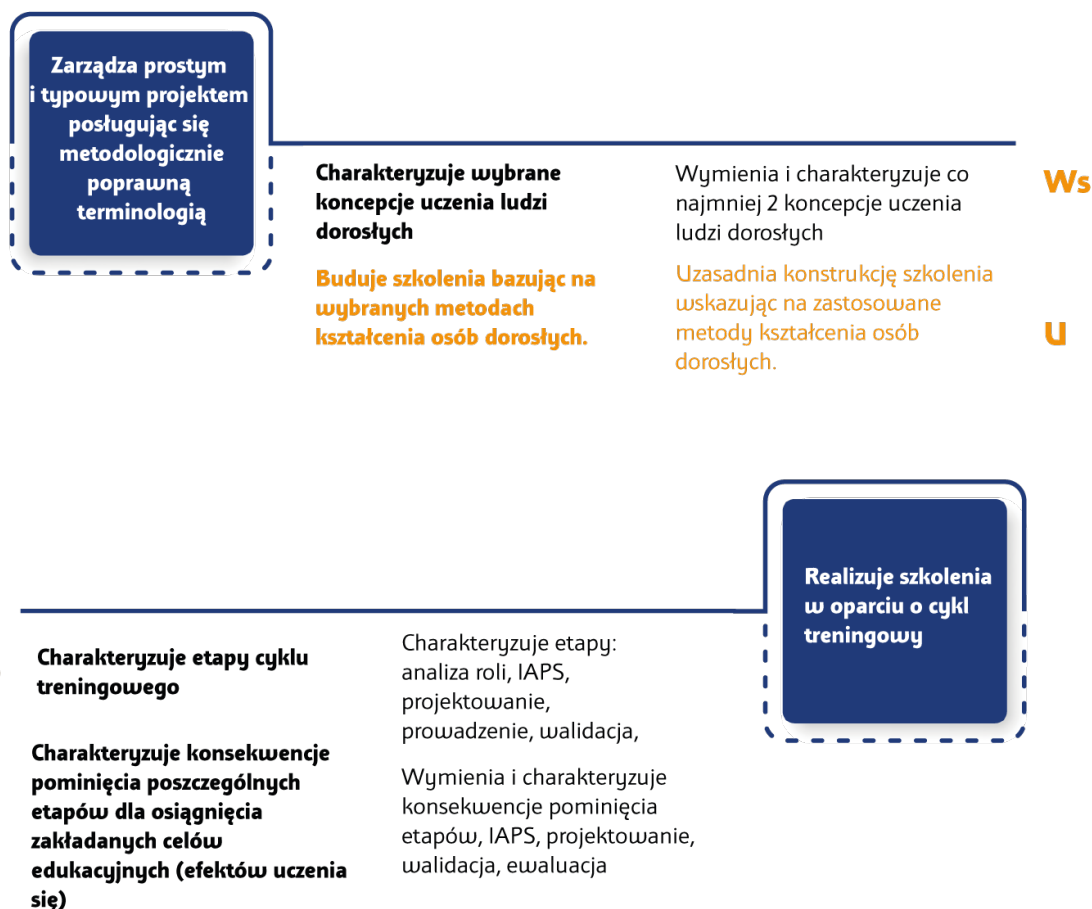 Zarządza prostym
i typowym projektem
posługując się
metodologicznie
poprawną
terminologią
Charakteryzuje wybrane
koncepcje uczenia ludzi
dorosłych
Buduje szkolenia bazując na
wybranych metodach
kształcenia osób dorosłych.
Wymienia i charakteryzuje co
najmniej 2 koncepcje uczenia
ludzi dorosłych
Uzasadnia konstrukcję szkolenia
wskazując na zastosowane
metody kształcenia osób
dorosłych.
Ws
U
Realizuje szkolenia
w oparciu o cykl
treningowy
Charakteryzuje etapy cyklu
treningowego
Charakteryzuje konsekwencje
pominięcia poszczególnych
etapów dla osiągnięcia
zakładanych celów
edukacyjnych (efektów uczenia
się)
Charakteryzuje etapy:
analiza roli, IAPS,
projektowanie,
prowadzenie, walidacja,
Wymienia i charakteryzuje
konsekwencje pominięcia
etapów, IAPS, projektowanie,
walidacja, ewaluacja